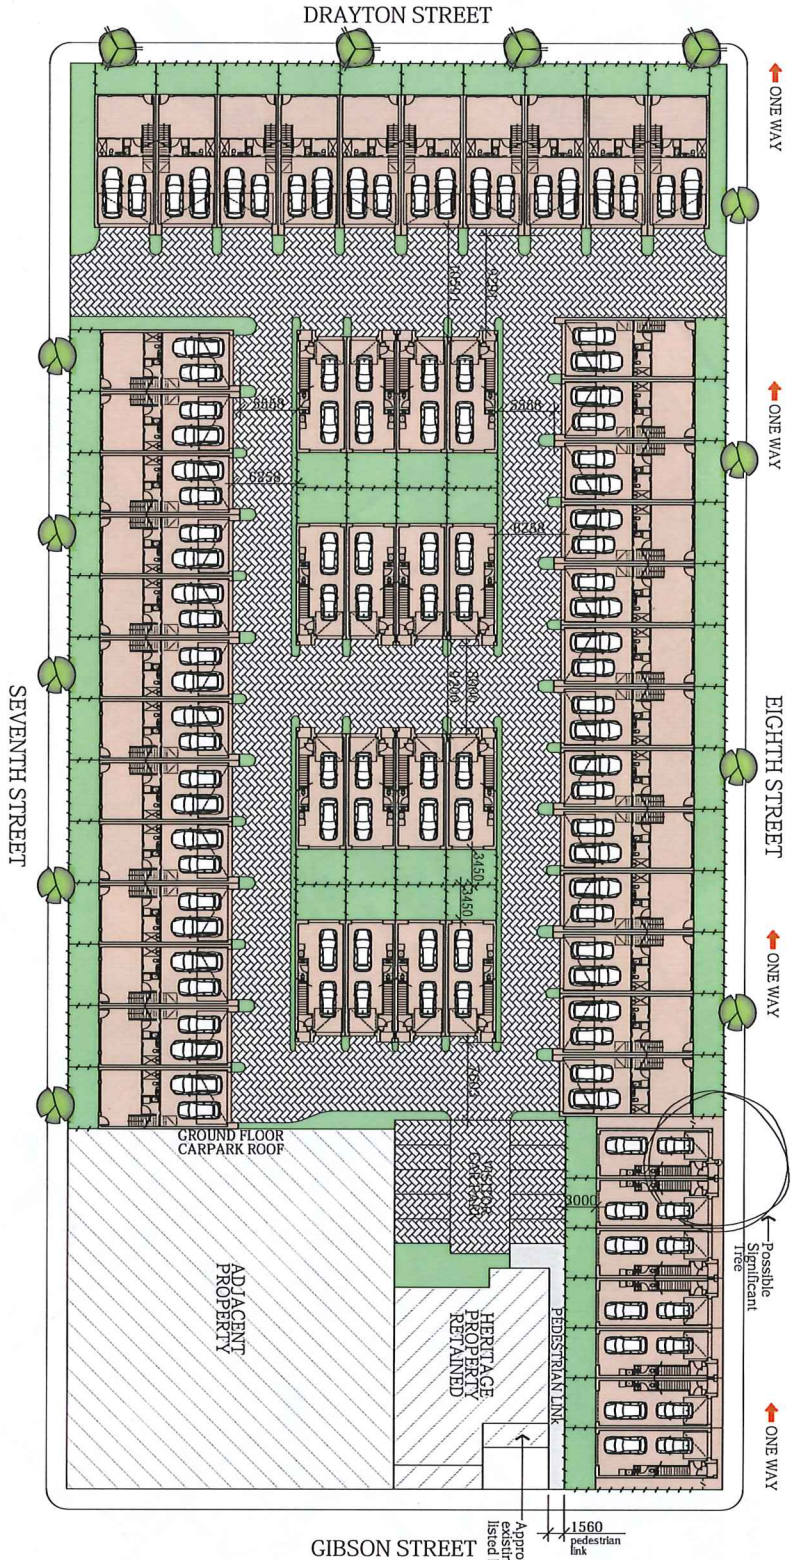 DRAYTON STREET
ONE WAY
ONE WAY
5558
5558
6258
6258
9200
EIGHTH STREET
SEVENTH STREET
3450
3450
ONE WAY
GROUND FLOOR
CARPARK ROOF
VISITOR
CARPARK
3000
Possible
Significant
Tree
ADJACENT
PROPERTY
HERITAGE
PROPERTY
RETAINED
PEDESTRIAN LINK
ONE WAY
1560
pedestrian
link
GIBSON STREET